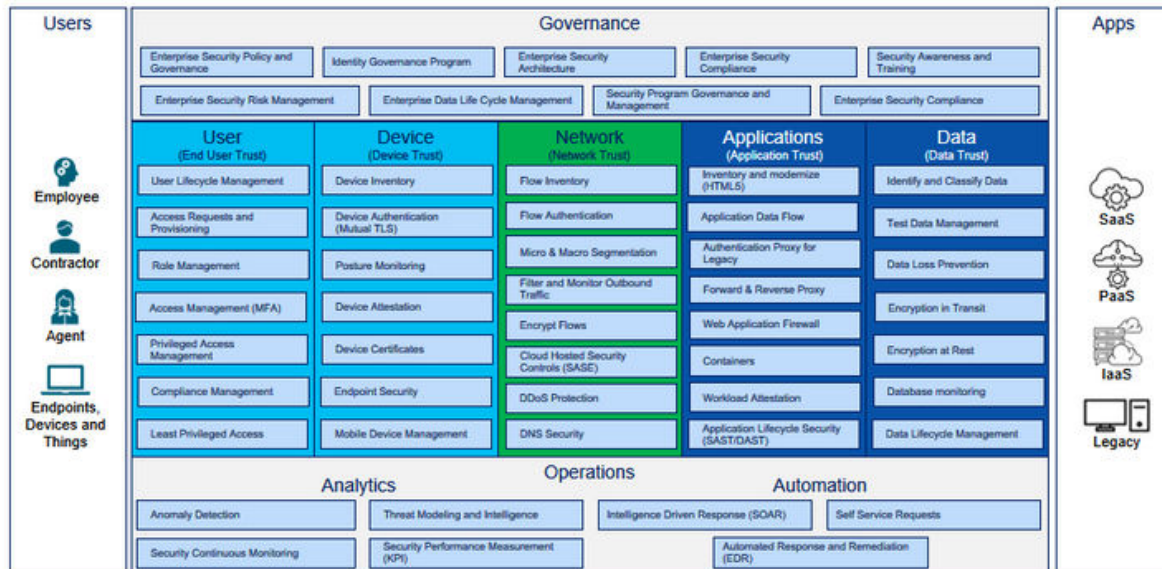 Users
Governance
Apps
Enterprise Security Policy and
Governance
Identity Governance Program
Enterprise Security
Architecture
Enterprise Security
Compliance
Security Awareness and
Training
Enterprise Security Risk Management
Enterprise Data Life Cycle Management
Security Program Governance and
Management
Enterprise Security Compliance
Employee
Contractor
Agent
Endpoints,
Devices and
Things
User
(End User Trust)
User Lifecycle Management
Access Requests and
Provisioning
Role Management
Access Management (MFA)
Privileged Access
Management
Compliance Management
Least Privileged Access
Device
(Device Trust)
Device Inventory
Device Authentication
(Mutual TLS)
Posture Monitoring
Device Attestation
Device Certificates
Endpoint Security
Mobile Device Management
Network
(Network Trust)
Flow Inventory
Flow Authentication
Micro & Macro Segmentation
Filter and Monitor Outbound
Traffic
Encrypt Flows
Cloud Hosted Security
Controls (SASE)
DDoS Protection
DNS Security
Applications
(Application Trust)
Inventory and modernize
(HTML5)
Application Data Flow
Authentication Proxy for
Legacy
Forward & Reverse Proxy
Web Application Firewall
Containers
Workload Attestation
Application Lifecycle Security
(SAST/DAST)
Data
(Data Trust)
Identify and Classify Data
Test Data Management
Data Loss Prevention
Encryption in Transit
Encryption at Rest
Database monitoring
Data Lifecycle Management
SaaS
PaaS
IaaS
Legacy
Operations
Analytics
Automation
Anomaly Detection
Threat Modeling and Intelligence
Intelligence Driven Response (SOAR)
Self Service Requests
Security Continuous Monitoring
Security Performance Measurement
(KPI)
Automated Response and Remediation
(EDR)